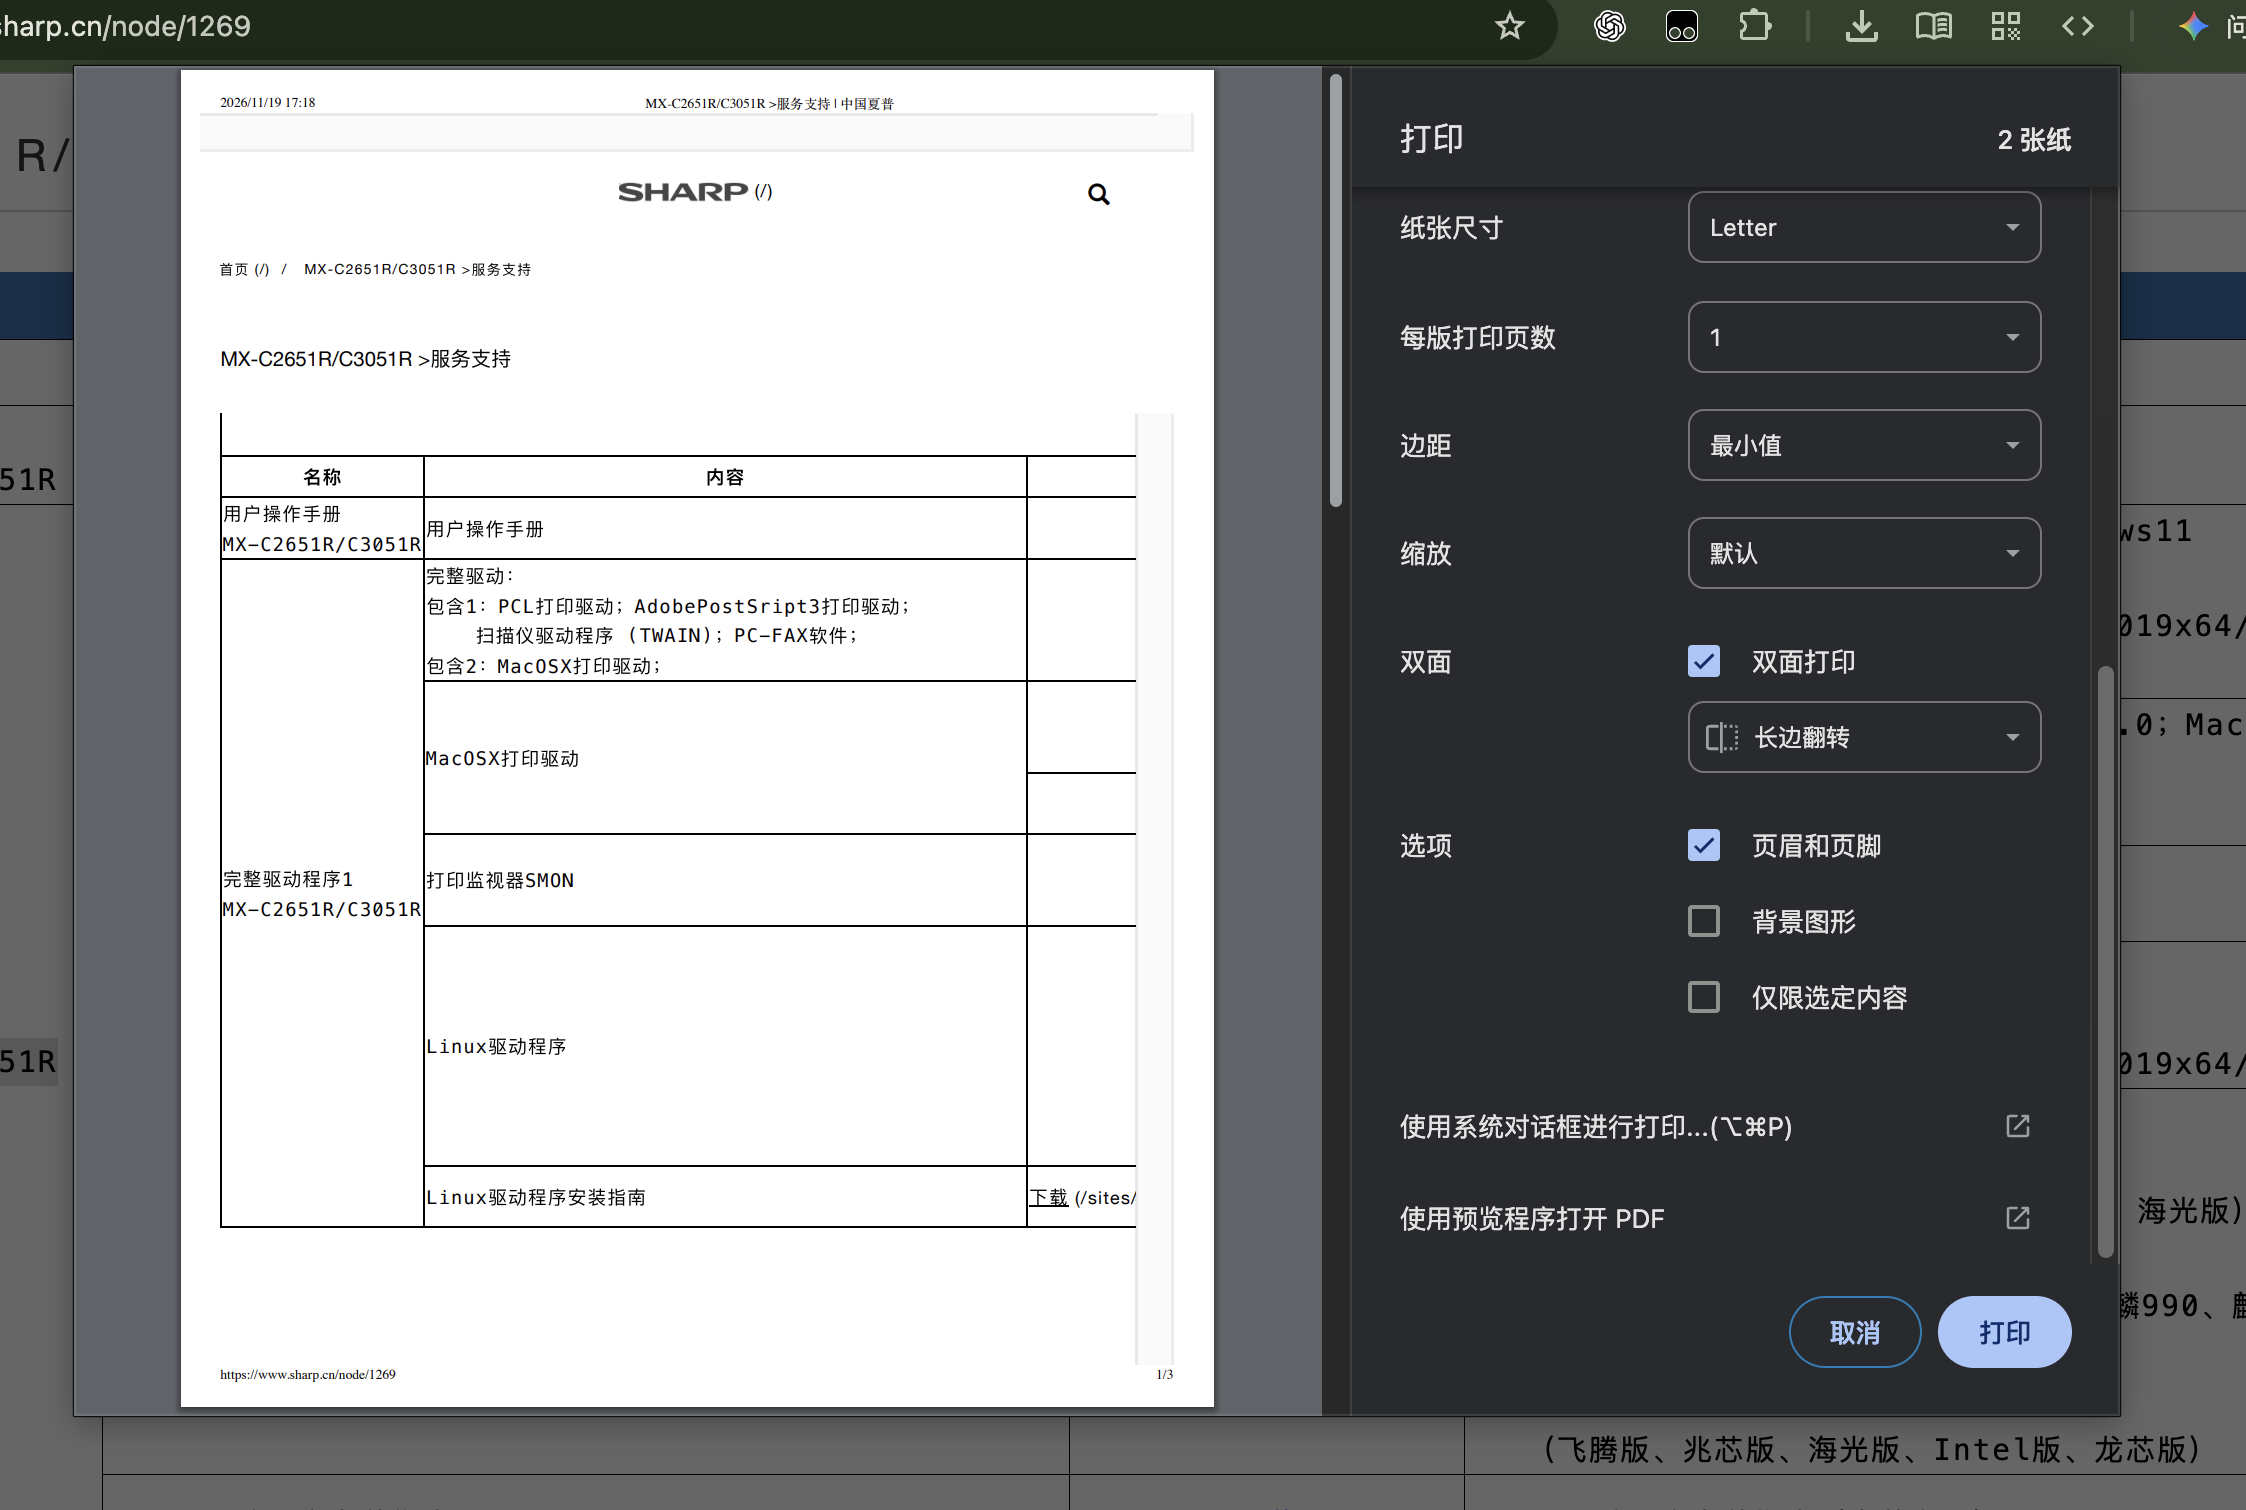 sharp.cn/node/1269
2026/11/19 17:18
MX-C2651R/C3051R >服务支持 | 中国夏普
SHARP (/)
首页 (/) / MX-C2651R/C3051R >服务支持
MX-C2651R/C3051R >服务支持
名称 内容
用户操作手册
MX-C2651R/C3051R
用户操作手册
完整驱动:
包含1: PCL打印驱动; AdobePostSript3打印驱动;
扫描仪驱动程序 (TWAIN); PC-FAX软件;
包含2: MacOSX打印驱动;
MacOSX打印驱动
完整驱动程序1
MX-C2651R/C3051R
打印监视器SMON
Linux驱动程序
Linux驱动程序安装指南
下载 (/sites/
https://www.sharp.cn/node/1269
1/3
打印
2 张纸
纸张尺寸
Letter
每版打印页数
1
边距
最小值
缩放
默认
双面
双面打印
长边翻转
选项
页眉和页脚
背景图形
仅限选定内容
使用系统对话框进行打印...(⌥⌘P)
使用预览程序打开 PDF
取消
打印
R/
51R
51R
ws11
019x64/
.0; Mac
019x64/
海光版)
麟990、
(飞腾版、兆芯版、海光版、Intel版、龙芯版)